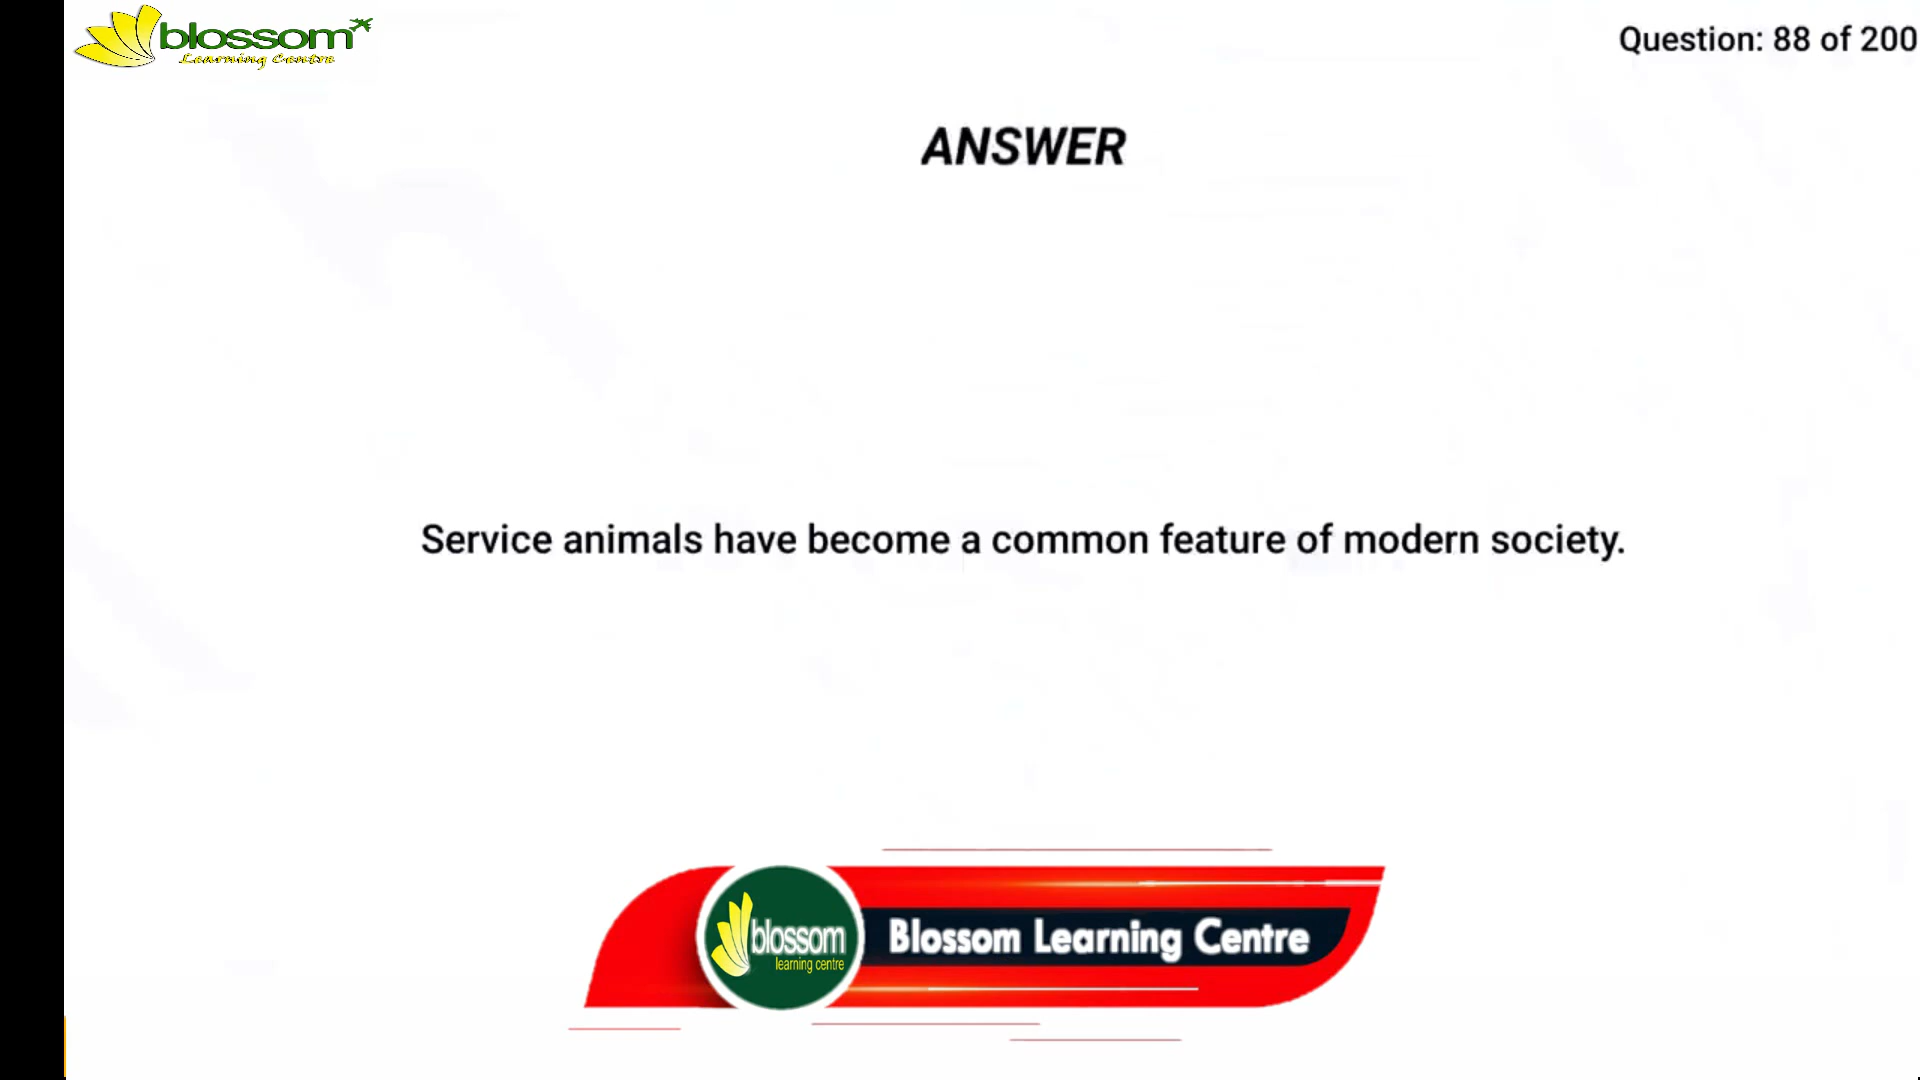 blossom
Learning Centre
Question: 88 of 200
ANSWER
Service animals have become a common feature of modern society.
blossom
learning centre
Blossom Learning Centre